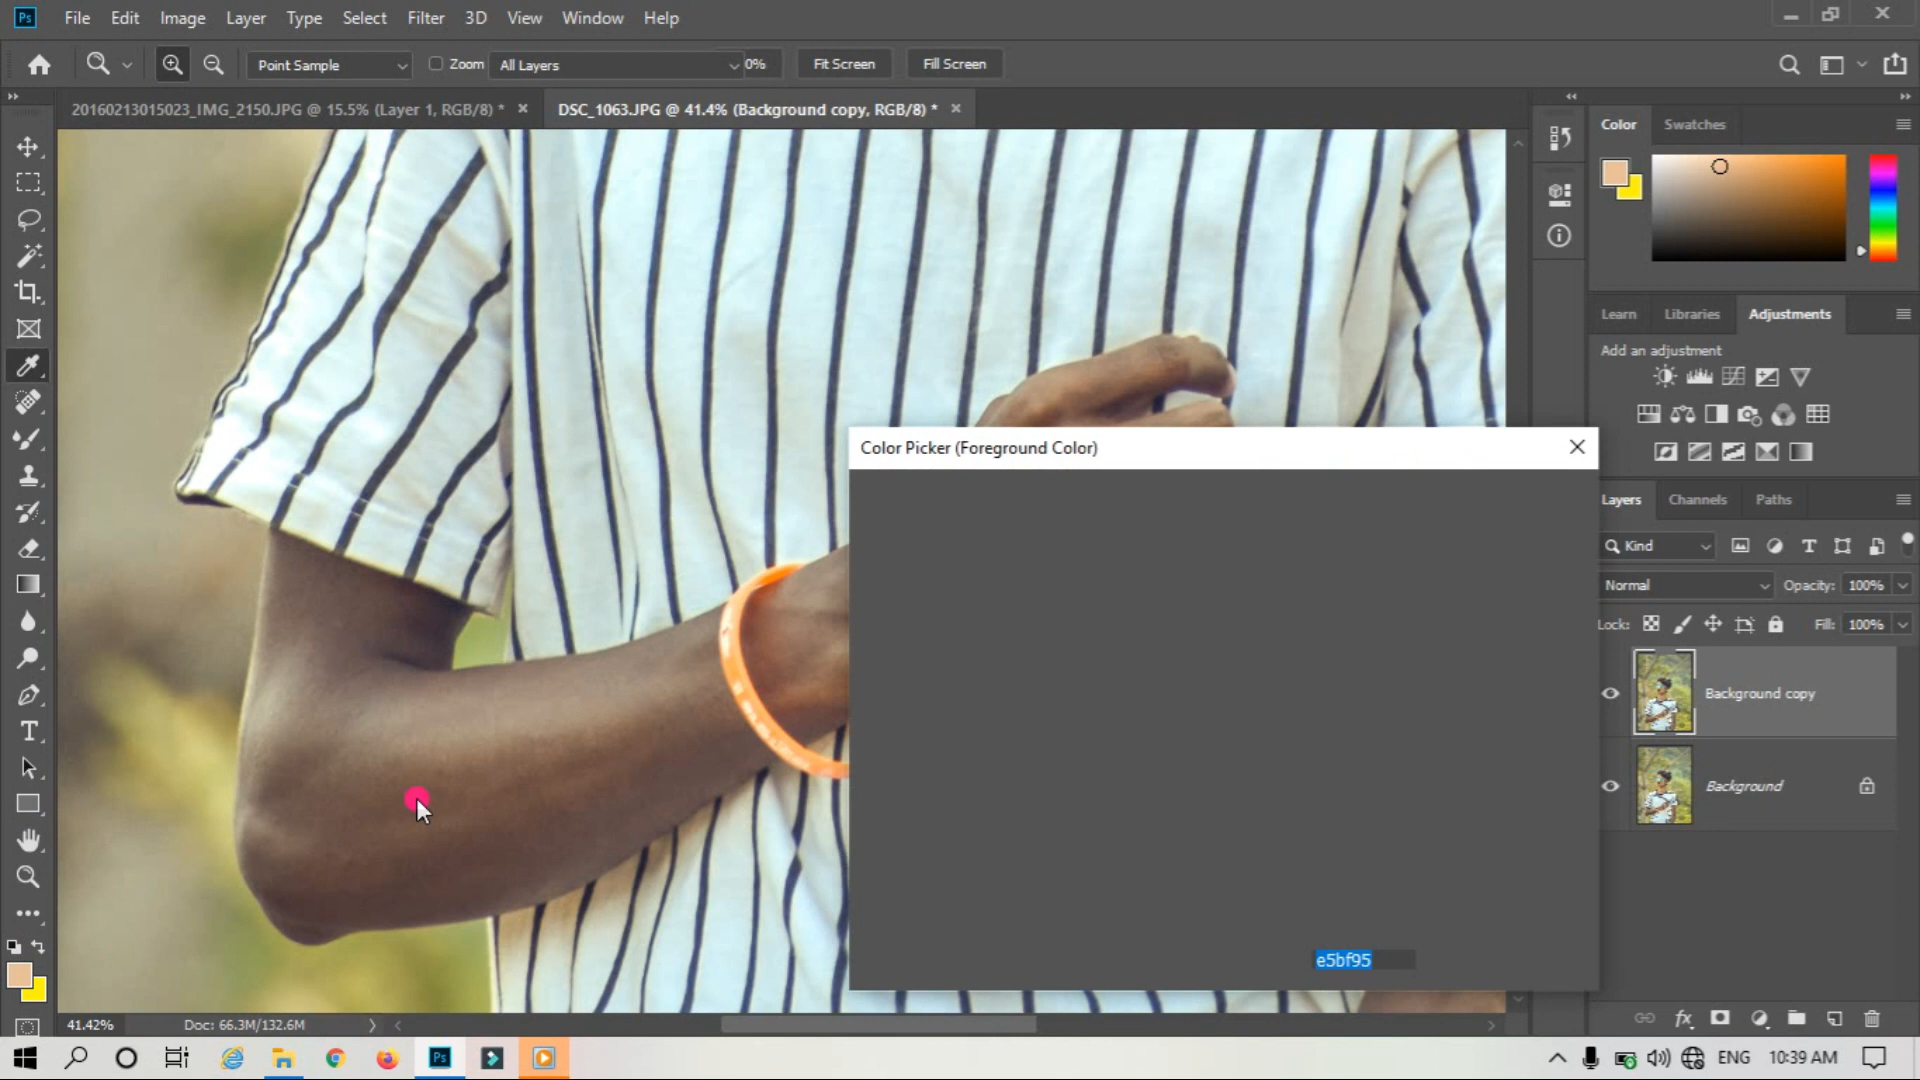 Ps File Edit Image Layer Type Select Filter 3D View Window Help
Point Sample Zoom All Layers 0% Fit Screen Fill Screen
20160213015023_IMG_2150.JPG @ 15.5% (Layer 1, RGB/8) * DSC_1063.JPG @ 41.4% (Background copy, RGB/8) *
Color Swatches
Learn Libraries Adjustments
Add an adjustment
Color Picker (Foreground Color)
Layers Channels Paths
Kind
Normal Opacity: 100%
Lock: Fill: 100%
Background copy
Background
e5bf95
41.42% Doc: 66.3M/132.6M
Ps ENG 10:39 AM